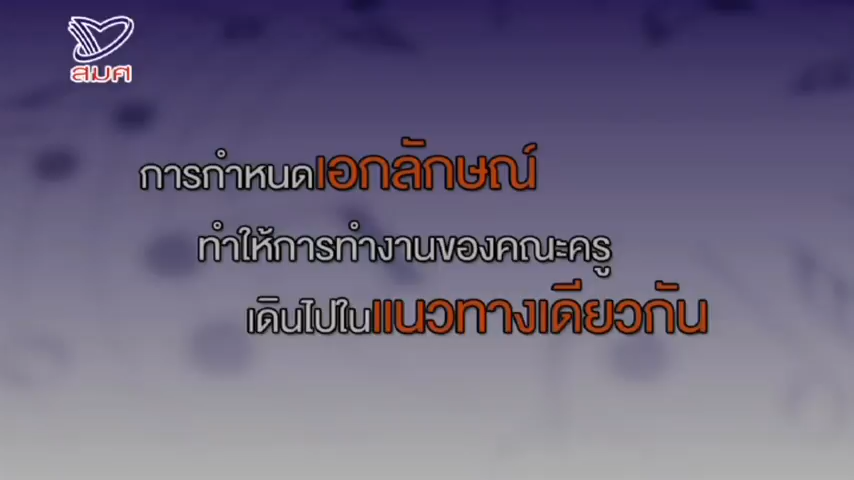 สมศ
การกำหนดเอกลักษณ์
ทำให้การทำงานของคณะครู
เดินไปในแนวทางเดียวกัน